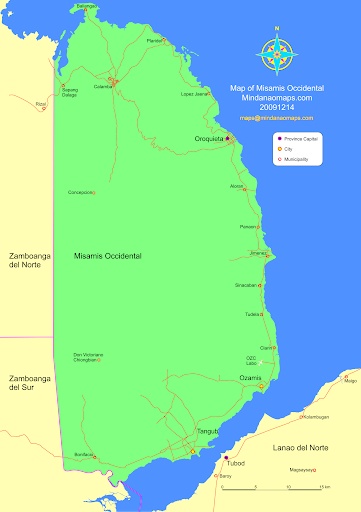 Baliangao
Plaridel
Sapang
Dalaga
Calamba
Lopez Jaena
Rizal
Map of Misamis Occidental
Mindanaomaps.com
20091214
maps@mindanaomaps.com
Oroquieta
Province Capital
City
Municipality
Aloran
Concepcion
Panaon
Jimenez
Zamboanga
del Norte
Misamis Occidental
Sinacaban
Tudela
Clarin
Don Victoriano
Chiongbian
OZC
Labo
Zamboanga
del Sur
Ozamis
Maigo
Kolambugan
Tangub
Bonifacio
Lanao del Norte
Tubod
Baroy
Magsaysay
0 5 10 15 km